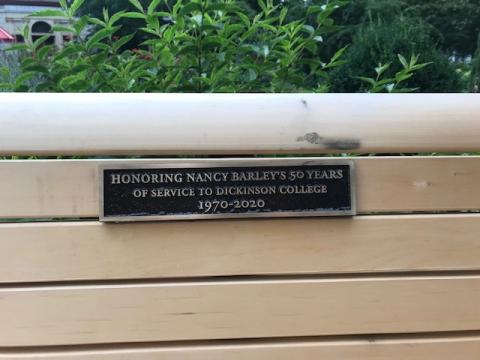 HONORING NANCY BARLEY'S 50 YEARS
OF SERVICE TO DICKINSON COLLEGE
1970-2020